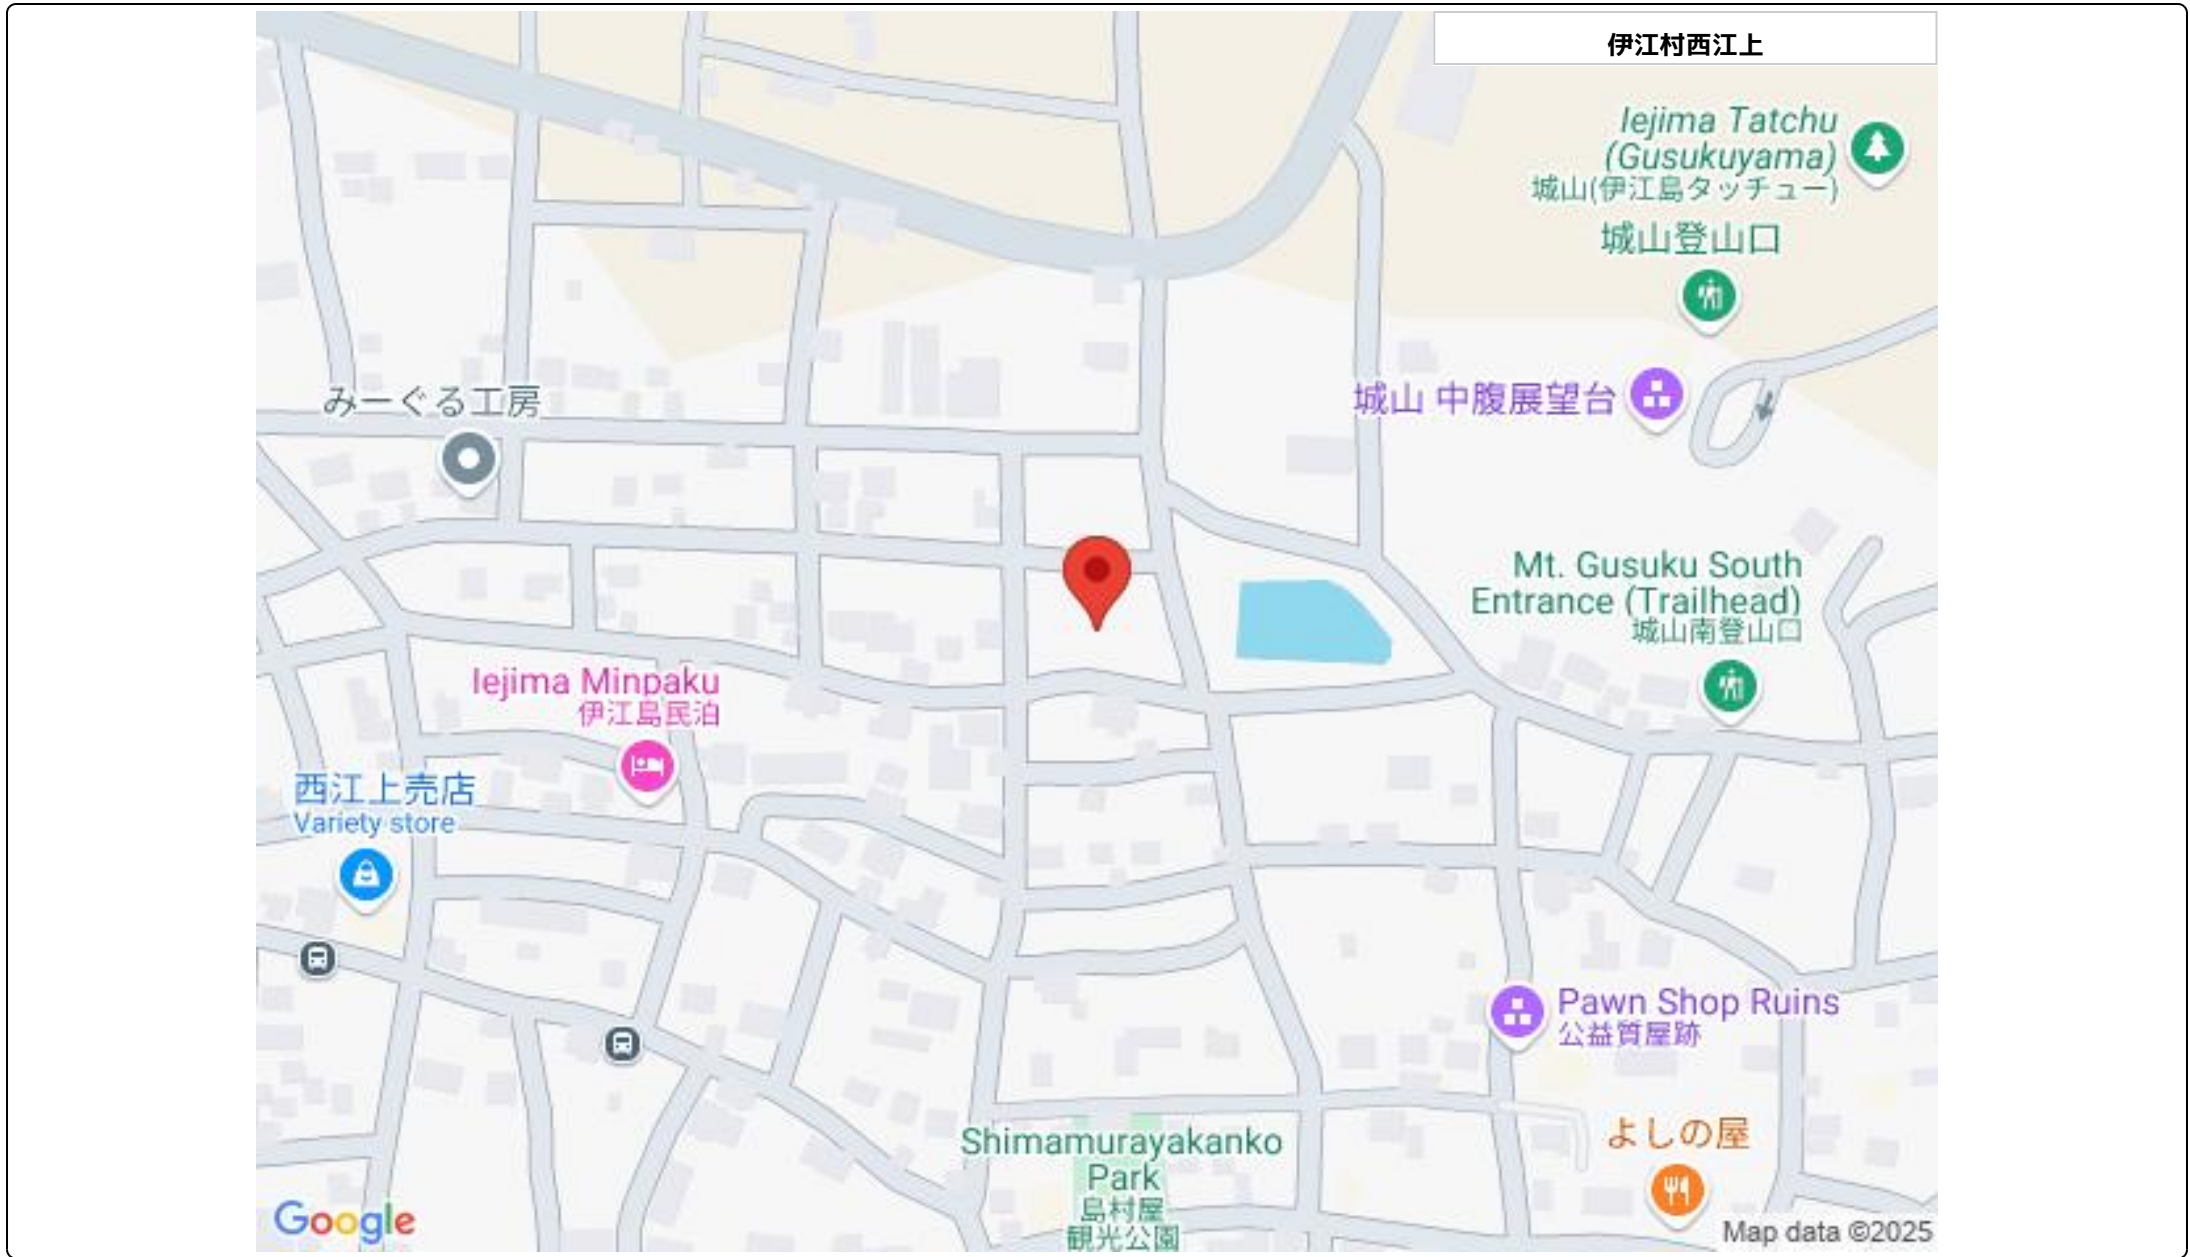 伊江村西江上
Iejima Tatchu
(Gusukuyama)
城山(伊江島タッチュー)
城山登山口
みーぐる工房
城山 中腹展望台
Mt. Gusuku South
Entrance (Trailhead)
城山南登山口
Iejima Minpaku
伊江島民泊
西江上売店
Variety store
Pawn Shop Ruins
公益質屋跡
よしの屋
Shimamurayakanko
Park
島村屋
観光公園
Google
Map data ©2025